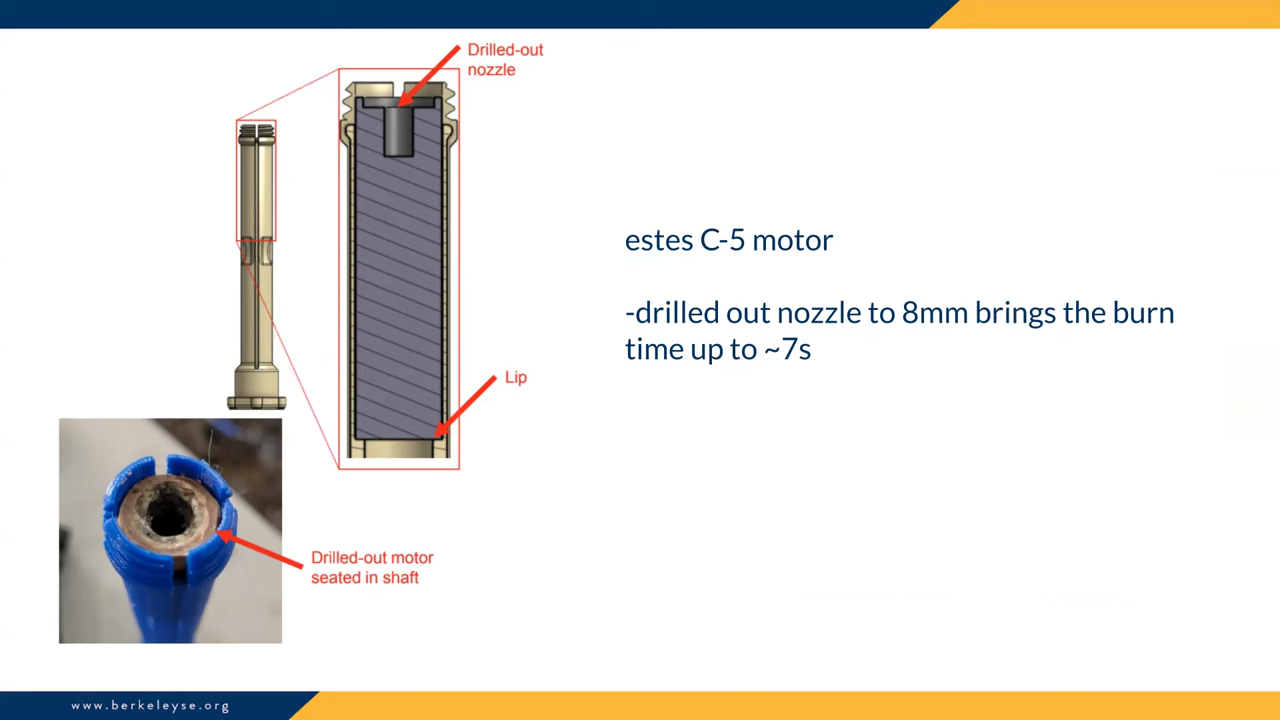 Drilled-out
nozzle
estes C-5 motor
-drilled out nozzle to 8mm brings the burn
time up to ~7s
Lip
Drilled-out motor
seated in shaft
www.berkeleyse.org